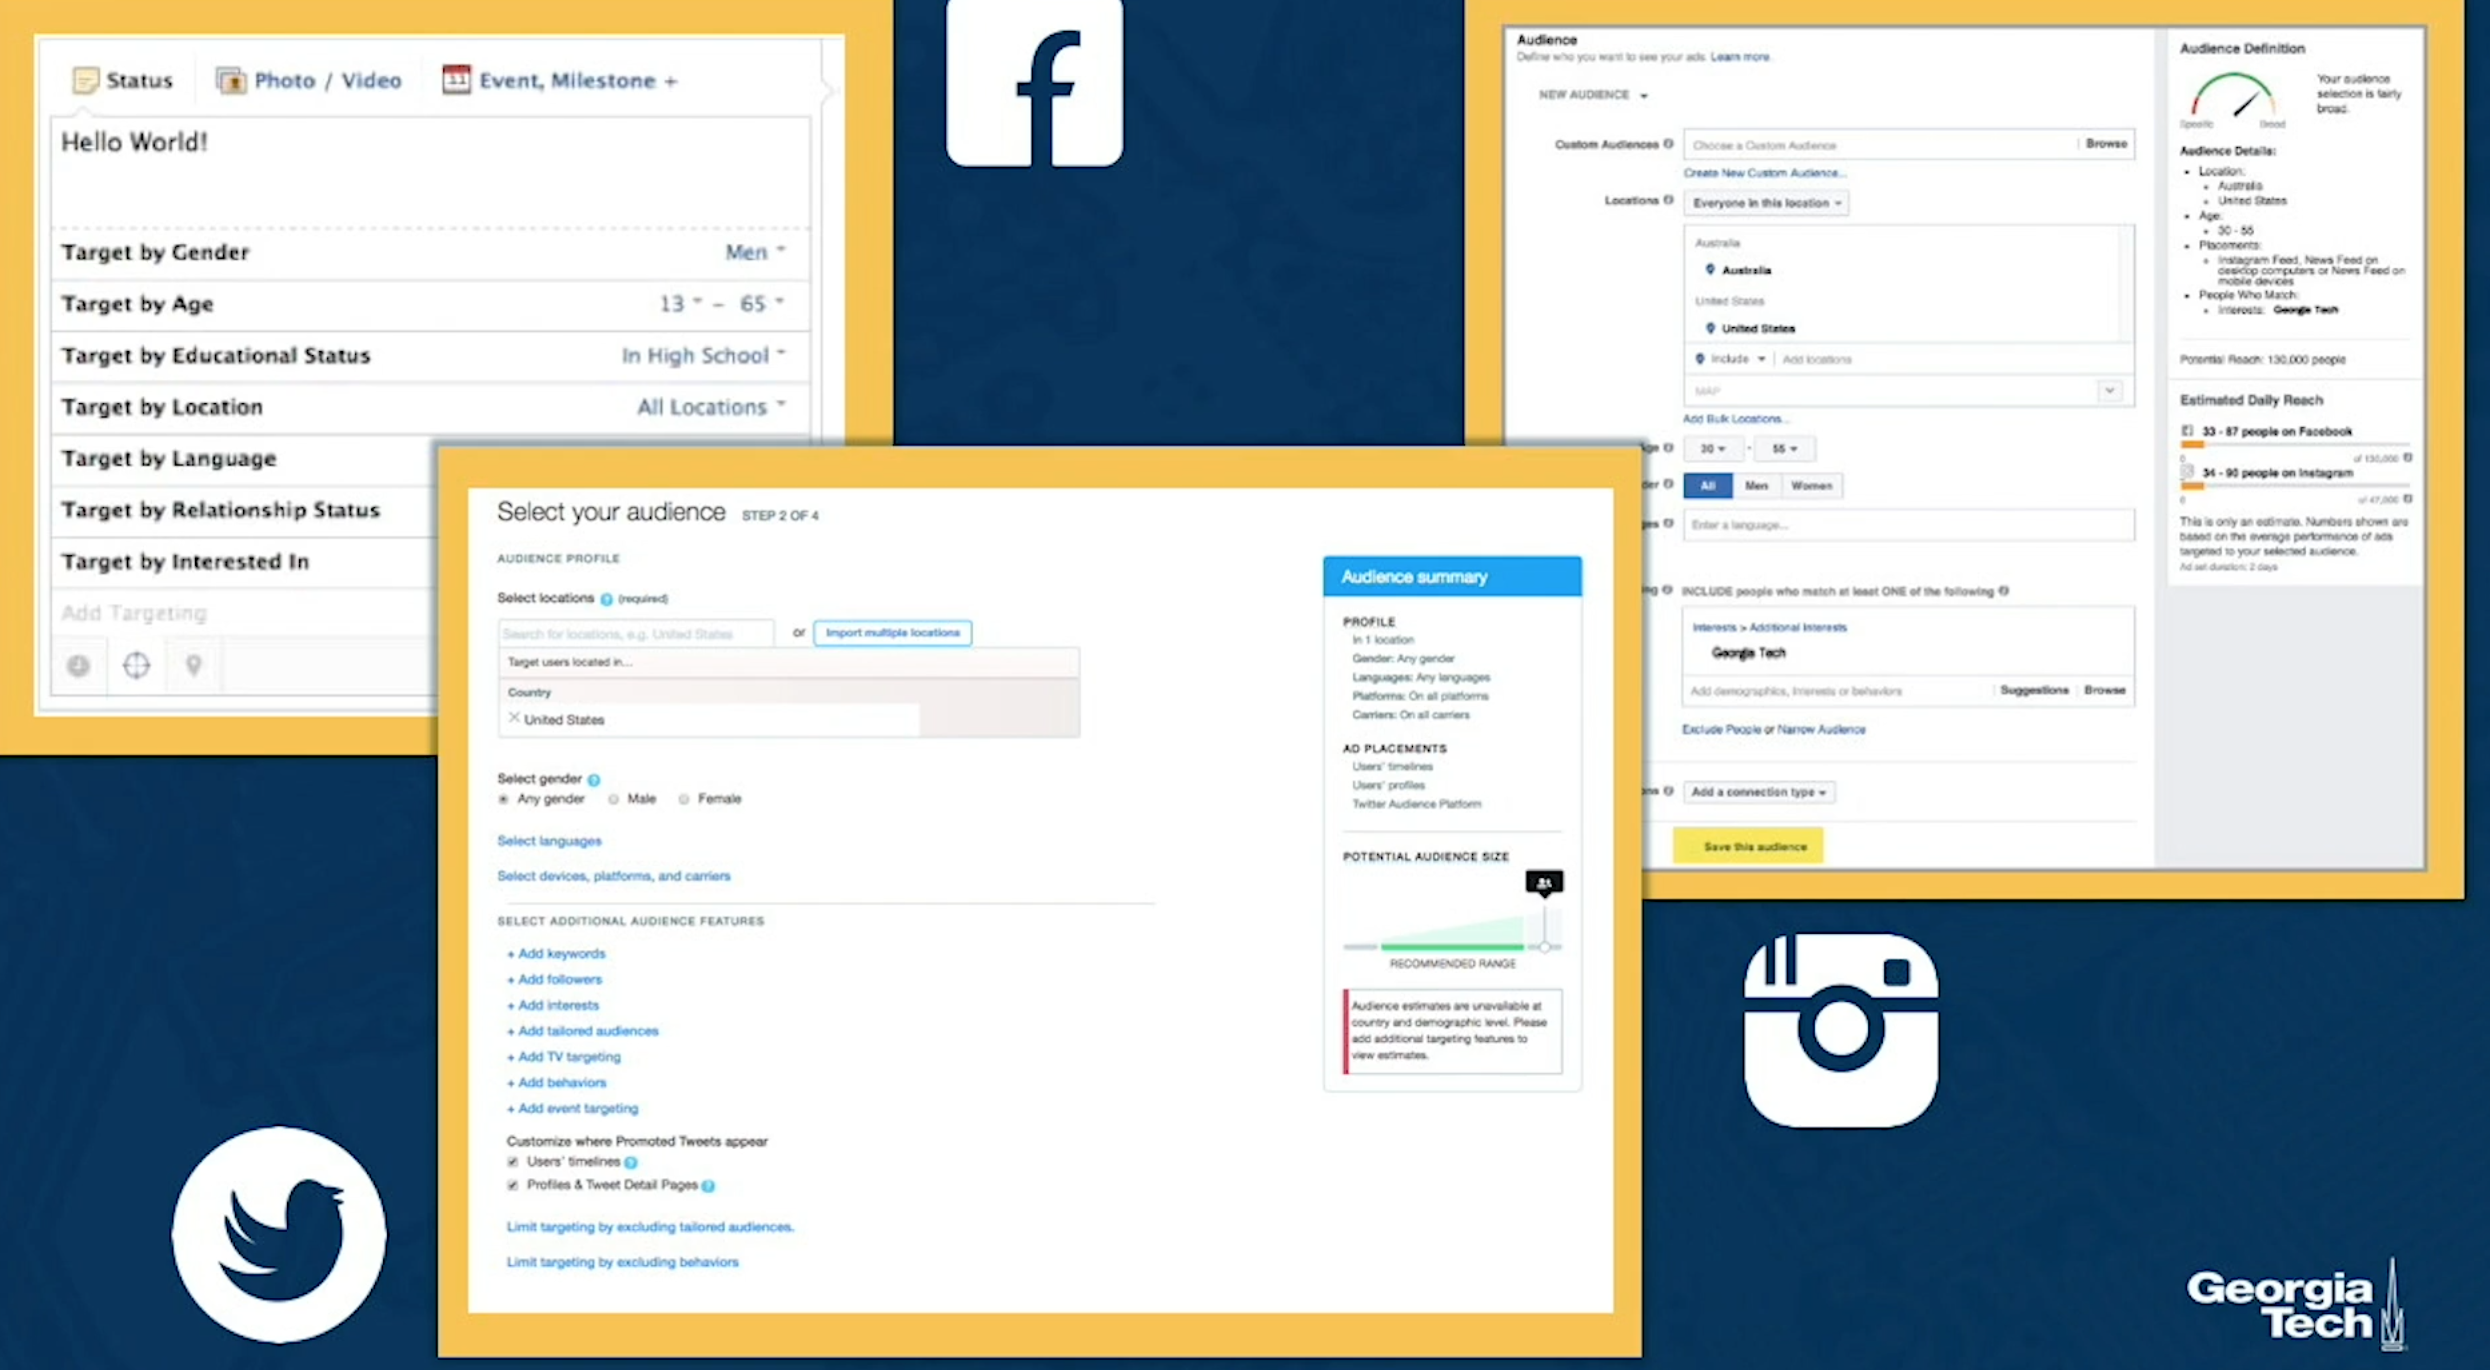 Status
Photo / Video
Event, Milestone +
Hello World!
Target by Gender Men
Target by Age 13 - 65
Target by Educational Status In High School
Target by Location All Locations
Target by Language
Target by Relationship Status
Target by Interested In
Add Targeting
Select your audience STEP 2 OF 4
AUDIENCE PROFILE
Select locations ? (required)
Search for locations, e.g. United States or Import multiple locations
Target users located in...
Country
× United States
Select gender ?
Any gender Male Female
Select languages
Select devices, platforms, and carriers
SELECT ADDITIONAL AUDIENCE FEATURES
+ Add keywords
+ Add followers
+ Add interests
+ Add tailored audiences
+ Add TV targeting
+ Add behaviors
+ Add event targeting
Customize where Promoted Tweets appear
Users' timelines ?
Profiles & Tweet Detail Pages ?
Limit targeting by excluding tailored audiences.
Limit targeting by excluding behaviors
Audience summary
PROFILE
In 1 location
Gender: Any gender
Languages: Any languages
Platforms: On all platforms
Carriers: On all carriers
AD PLACEMENTS
Users' timelines
Users' profiles
Twitter Audience Platform
POTENTIAL AUDIENCE SIZE
RECOMMENDED RANGE
Audience estimates are unavailable at
country and demographic level. Please
add additional targeting features to
view estimates.
Audience
Define who you want to see your ads. Learn more.
NEW AUDIENCE
Custom Audiences Choose a Custom Audience Browse
Create New Custom Audience...
Locations Everyone in this location
Australia
Australia
United States
United States
Include Add locations
MAP
Add Bulk Locations...
30 - 55
All Men Women
Enter a language...
INCLUDE people who match at least ONE of the following
Interests > Additional Interests
Georgia Tech
Add demographics, interests or behaviors Suggestions Browse
Exclude People or Narrow Audience
Add a connection type
Save this audience
Audience Definition
Your audience
selection is fairly
broad.
Specific Broad
Audience Details:
Location:
Australia
United States
Age:
30 - 55
Placements:
Instagram Feed, News Feed on
desktop computers or News Feed on
mobile devices
People Who Match:
Interests: Georgia Tech
Potential Reach: 130,000 people
Estimated Daily Reach
33 - 87 people on Facebook
0 of 130,000
34 - 90 people on Instagram
0 of 47,000
This is only an estimate. Numbers shown are
based on the average performance of ads
targeted to your selected audience.
Ad set duration: 2 days
Georgia
Tech